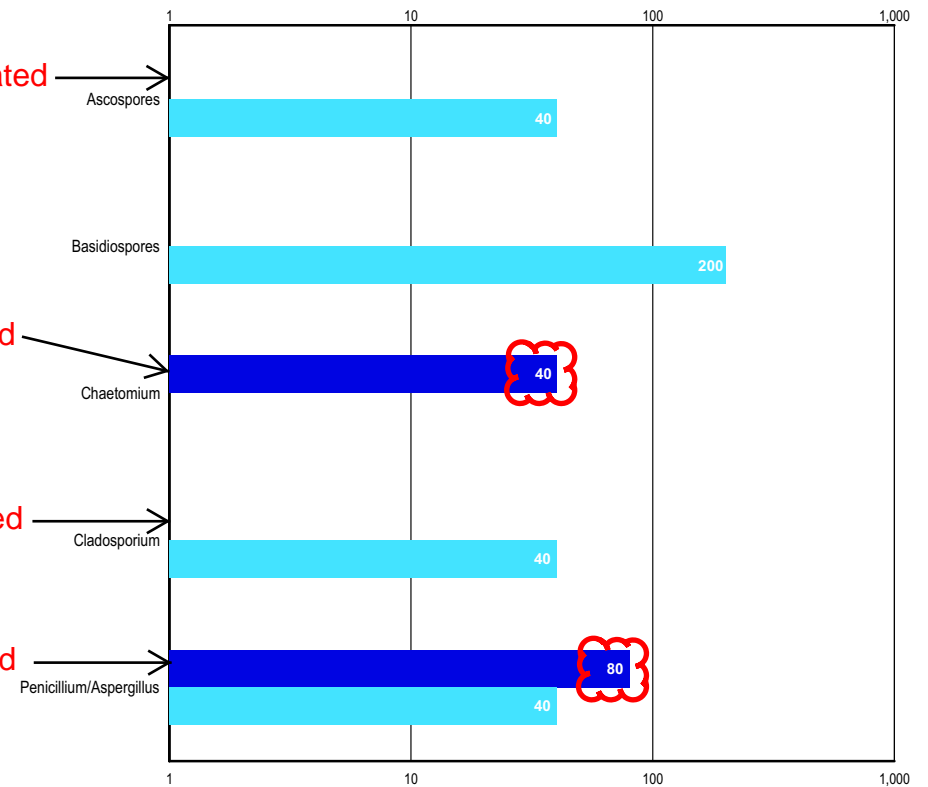 1 10 100 1,000
ated
Ascospores
40
Basidiospores
200
d
40
Chaetomium
ed
Cladosporium
40
d
80
Penicillium/Aspergillus
40
1 10 100 1,000